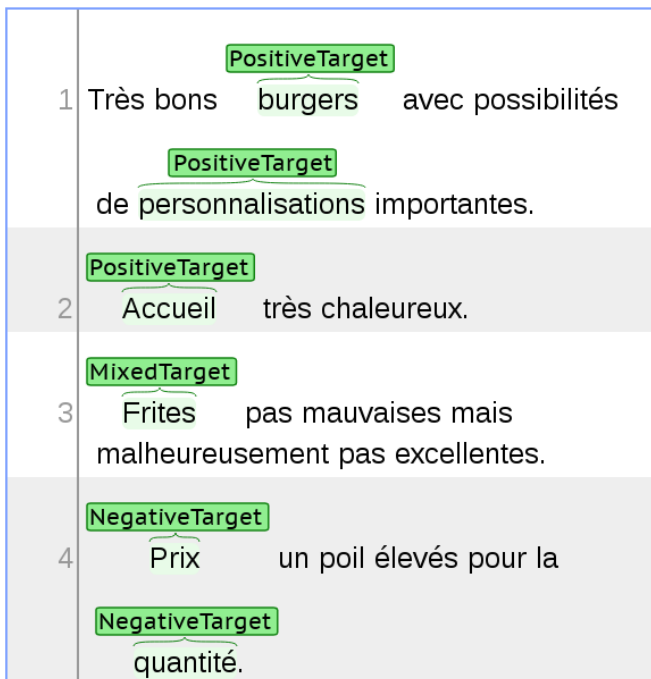 PositiveTarget
1 Très bons burgers avec possibilités
PositiveTarget
de personnalisations importantes.
PositiveTarget
2 Accueil très chaleureux.
MixedTarget
3 Frites pas mauvaises mais
malheureusement pas excellentes.
NegativeTarget
4 Prix un poil élevés pour la
NegativeTarget
quantité.